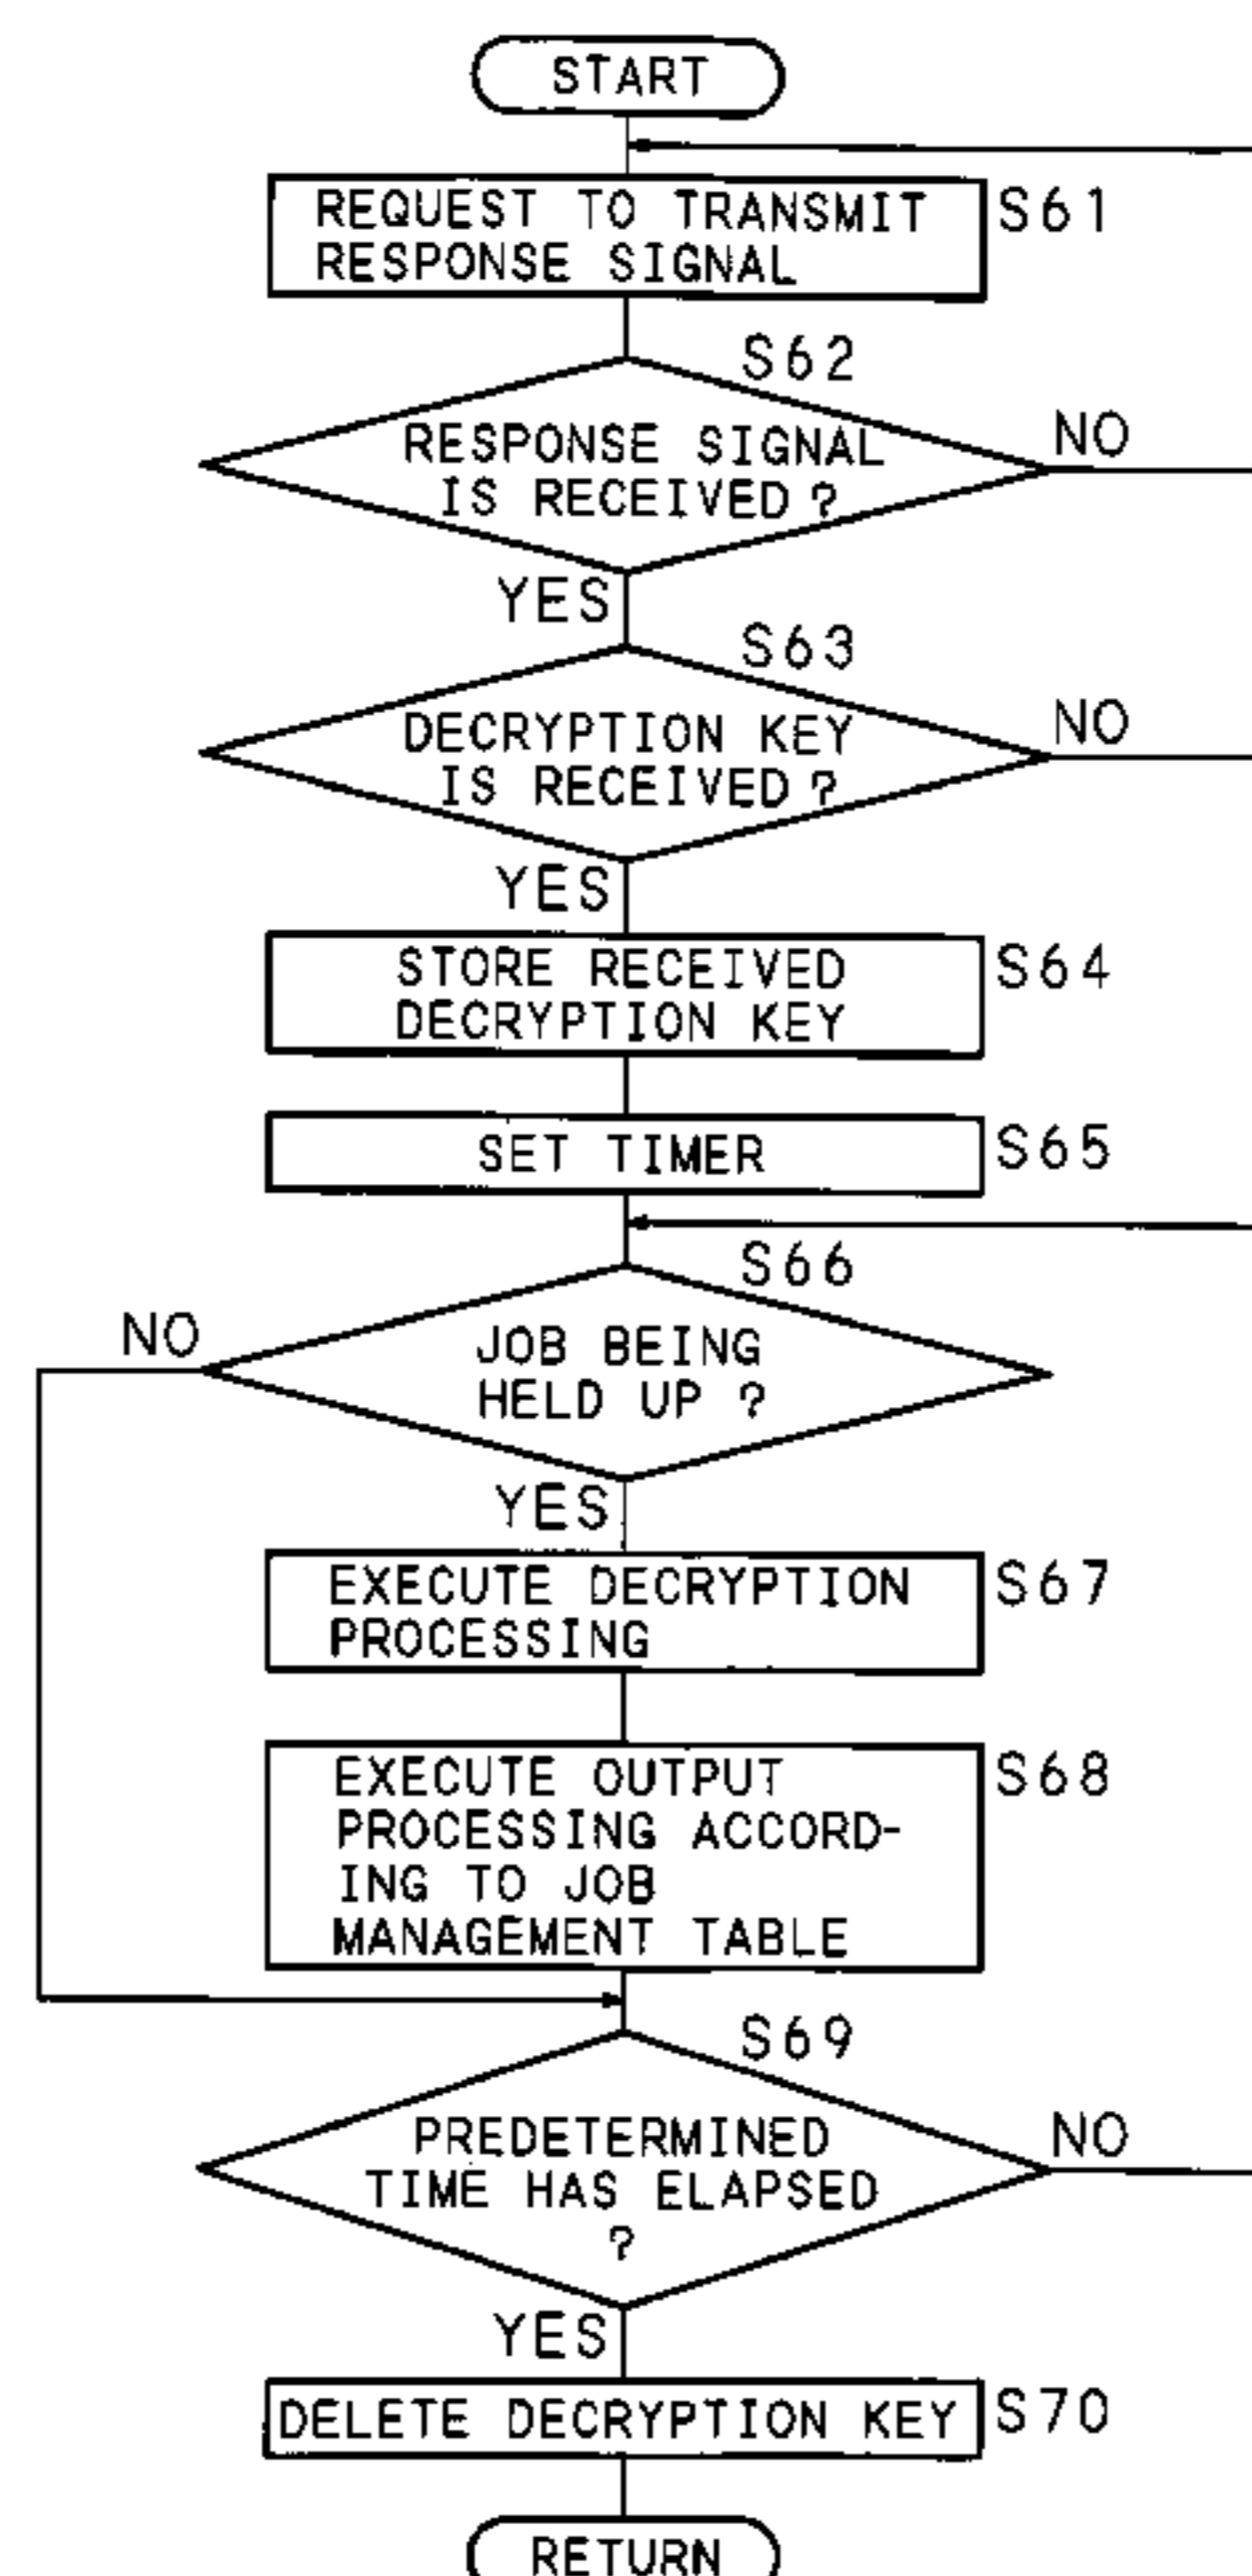 START
REQUEST TO TRANSMIT
RESPONSE SIGNAL
S61
S62
RESPONSE SIGNAL
IS RECEIVED?
NO
YES
S63
DECRYPTION KEY
IS RECEIVED?
NO
YES
STORE RECEIVED
DECRYPTION KEY
S64
SET TIMER
S65
S66
NO
JOB BEING
HELD UP ?
YES
EXECUTE DECRYPTION
PROCESSING
S67
EXECUTE OUTPUT
PROCESSING ACCORD-
ING TO JOB
MANAGEMENT TABLE
S68
S69
PREDETERMINED
TIME HAS ELAPSED
?
NO
YES
DELETE DECRYPTION KEY
S70
RETURN